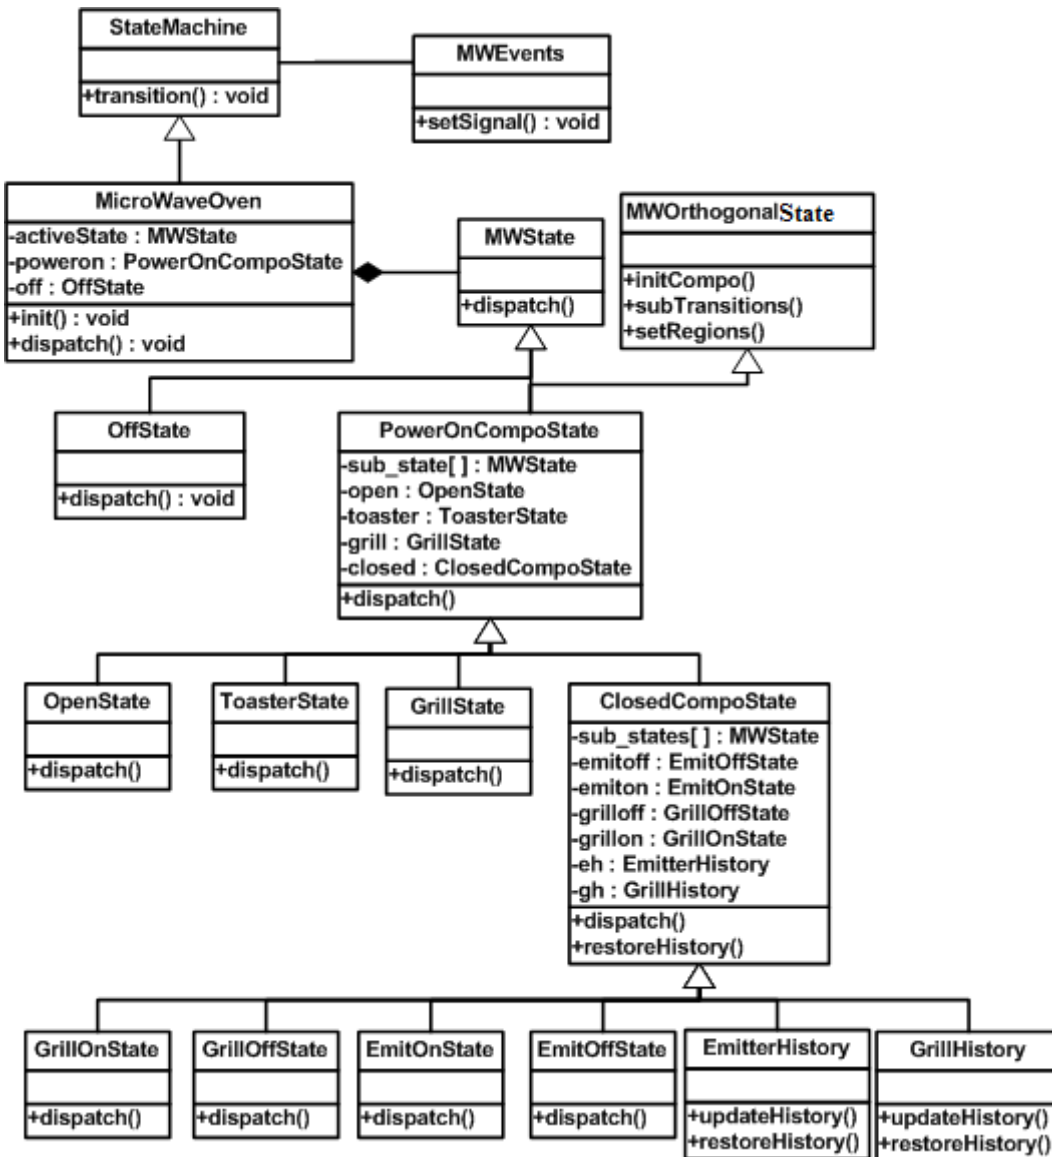 StateMachine
+transition() : void
MWEvents
+setSignal() : void
MicroWaveOven
-activeState : MWState
-poweron : PowerOnCompoState
-off : OffState
+init() : void
+dispatch() : void
MWState
+dispatch()
MWOrthogonalState
+initCompo()
+subTransitions()
+setRegions()
OffState
+dispatch() : void
PowerOnCompoState
-sub_state[ ] : MWState
-open : OpenState
-toaster : ToasterState
-grill : GrillState
-closed : ClosedCompoState
+dispatch()
OpenState
+dispatch()
ToasterState
+dispatch()
GrillState
+dispatch()
ClosedCompoState
-sub_states[ ] : MWState
-emitoff : EmitOffState
-emiton : EmitOnState
-grilloff : GrillOffState
-grillon : GrillOnState
-eh : EmitterHistory
-gh : GrillHistory
+dispatch()
+restoreHistory()
GrillOnState
+dispatch()
GrillOffState
+dispatch()
EmitOnState
+dispatch()
EmitOffState
+dispatch()
EmitterHistory
+updateHistory()
+restoreHistory()
GrillHistory
+updateHistory()
+restoreHistory()